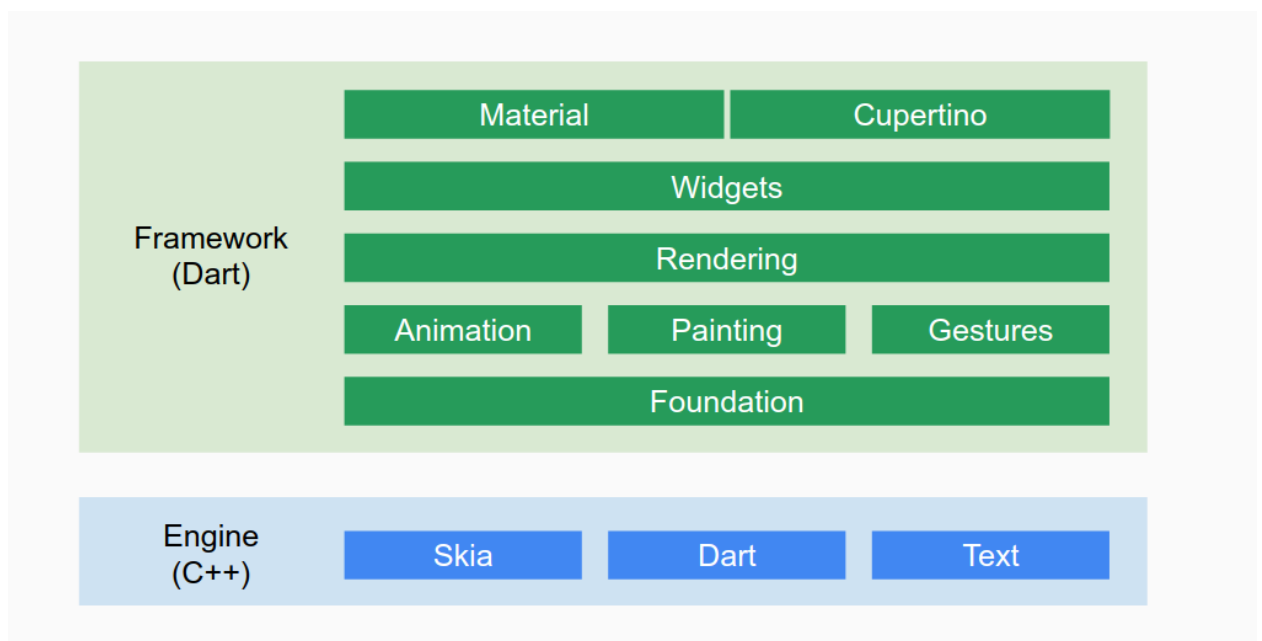 Framework
(Dart)
Material
Cupertino
Widgets
Rendering
Animation
Painting
Gestures
Foundation
Engine
(C++)
Skia
Dart
Text